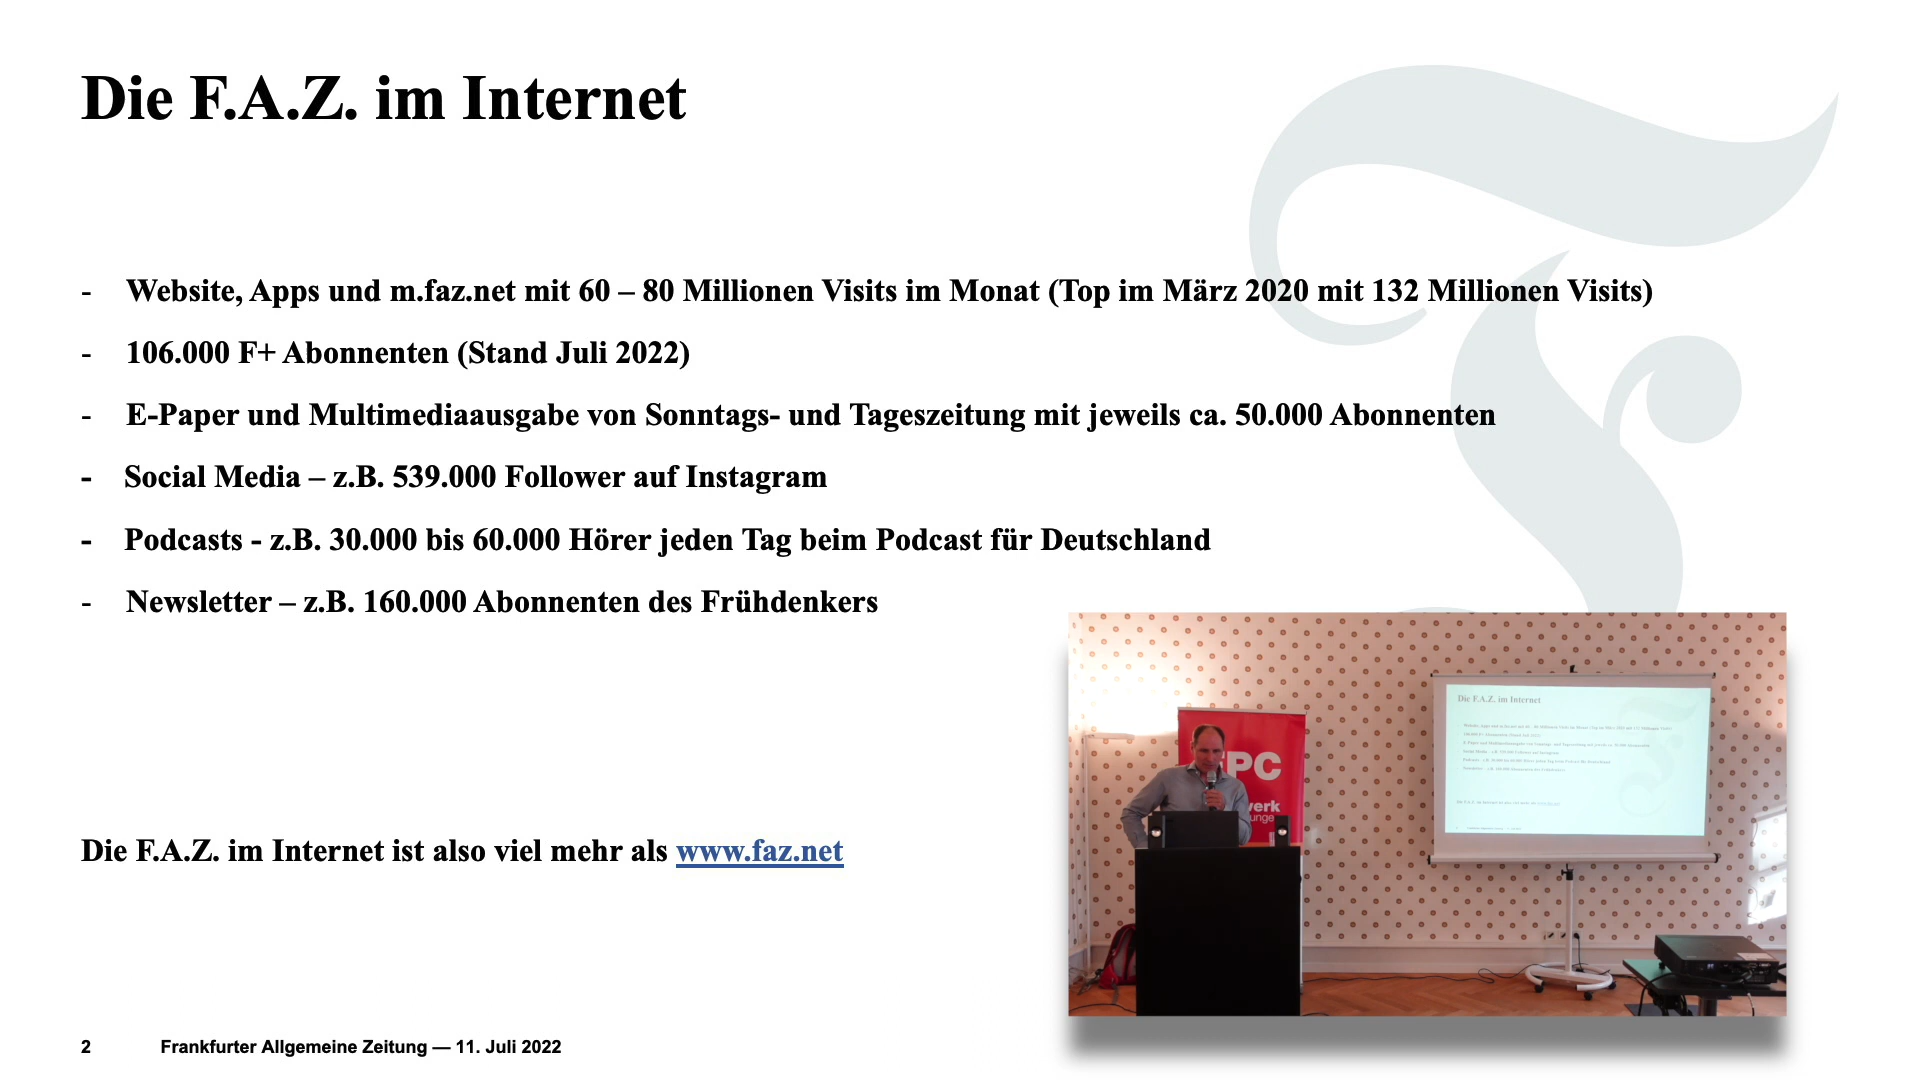 Die F.A.Z. im Internet
- Website, Apps und m.faz.net mit 60 – 80 Millionen Visits im Monat (Top im März 2020 mit 132 Millionen Visits)
- 106.000 F+ Abonnenten (Stand Juli 2022)
- E-Paper und Multimediaausgabe von Sonntags- und Tageszeitung mit jeweils ca. 50.000 Abonnenten
- Social Media – z.B. 539.000 Follower auf Instagram
- Podcasts - z.B. 30.000 bis 60.000 Hörer jeden Tag beim Podcast für Deutschland
- Newsletter – z.B. 160.000 Abonnenten des Frühdenkers
Die F.A.Z. im Internet ist also viel mehr als www.faz.net
2 Frankfurter Allgemeine Zeitung — 11. Juli 2022
PC
Die F.A.Z. im Internet